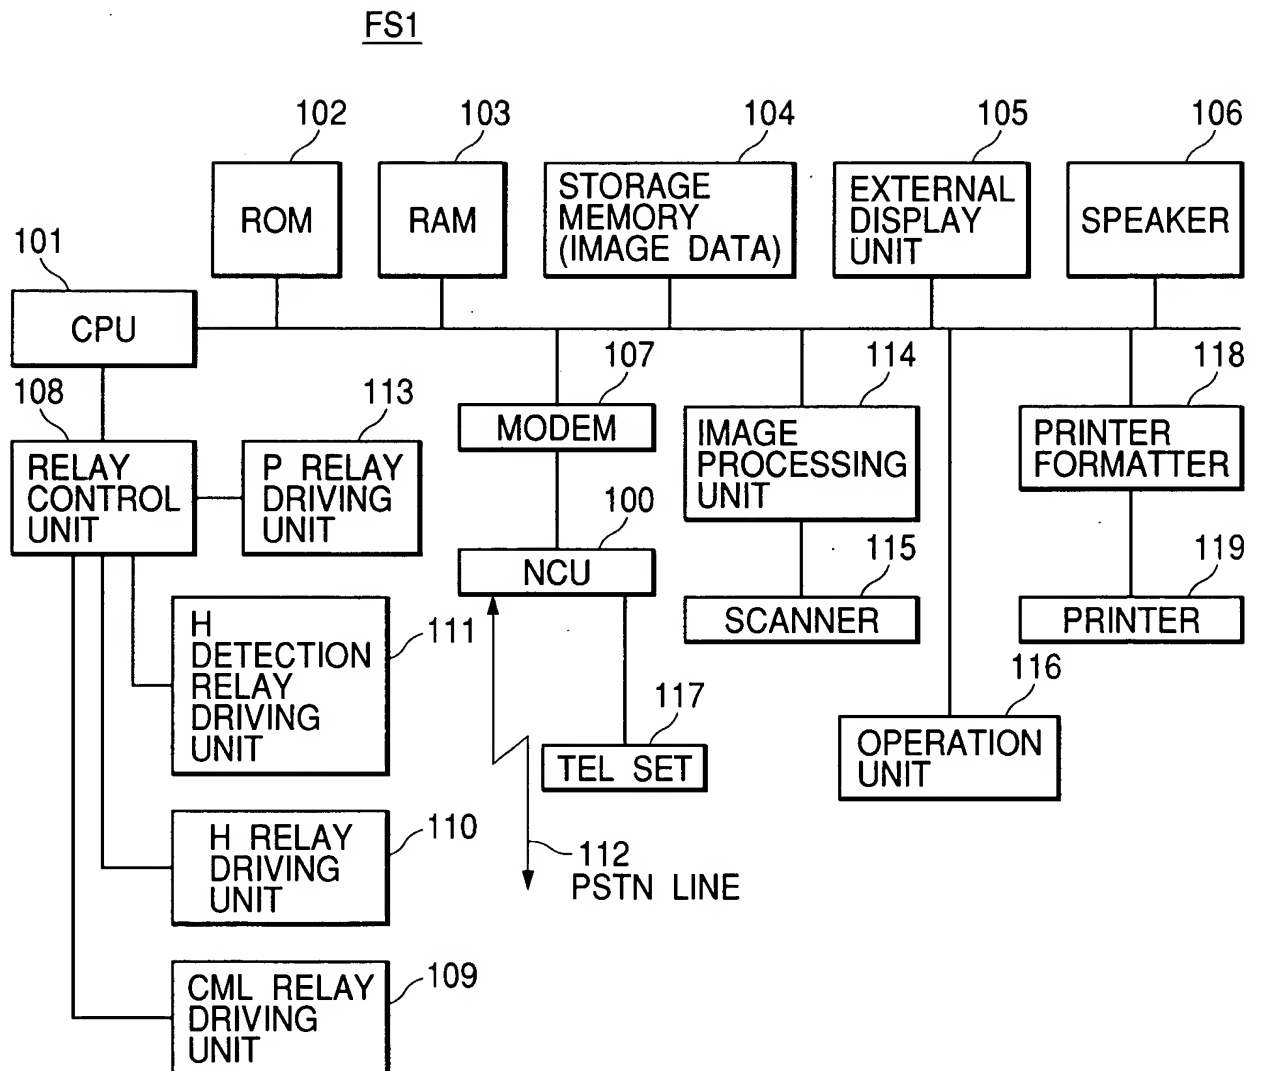 FS1
102
103
104
105
106
ROM
RAM
STORAGE
MEMORY
(IMAGE DATA)
EXTERNAL
DISPLAY
UNIT
SPEAKER
101
CPU
107
114
118
108
113
MODEM
IMAGE
PROCESSING
UNIT
PRINTER
FORMATTER
RELAY
CONTROL
UNIT
P RELAY
DRIVING
UNIT
100
NCU
115
SCANNER
119
PRINTER
H
DETECTION
RELAY
DRIVING
UNIT
111
117
TEL SET
116
OPERATION
UNIT
H RELAY
DRIVING
UNIT
110
112
PSTN LINE
CML RELAY
DRIVING
UNIT
109